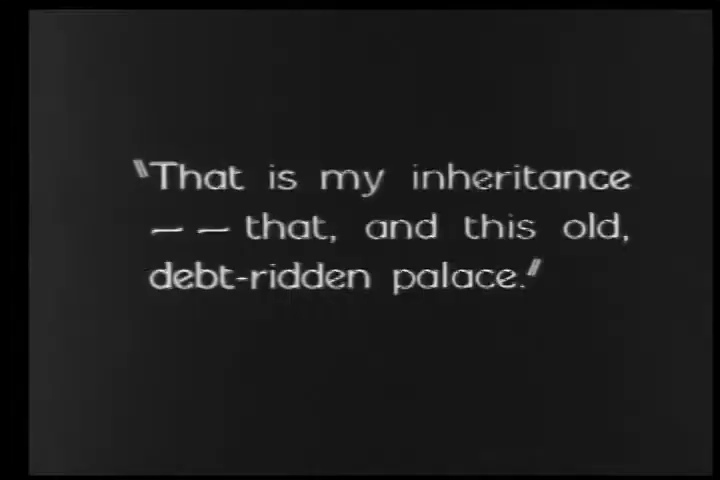 "That is my inheritance
— — that, and this old,
debt-ridden palace."